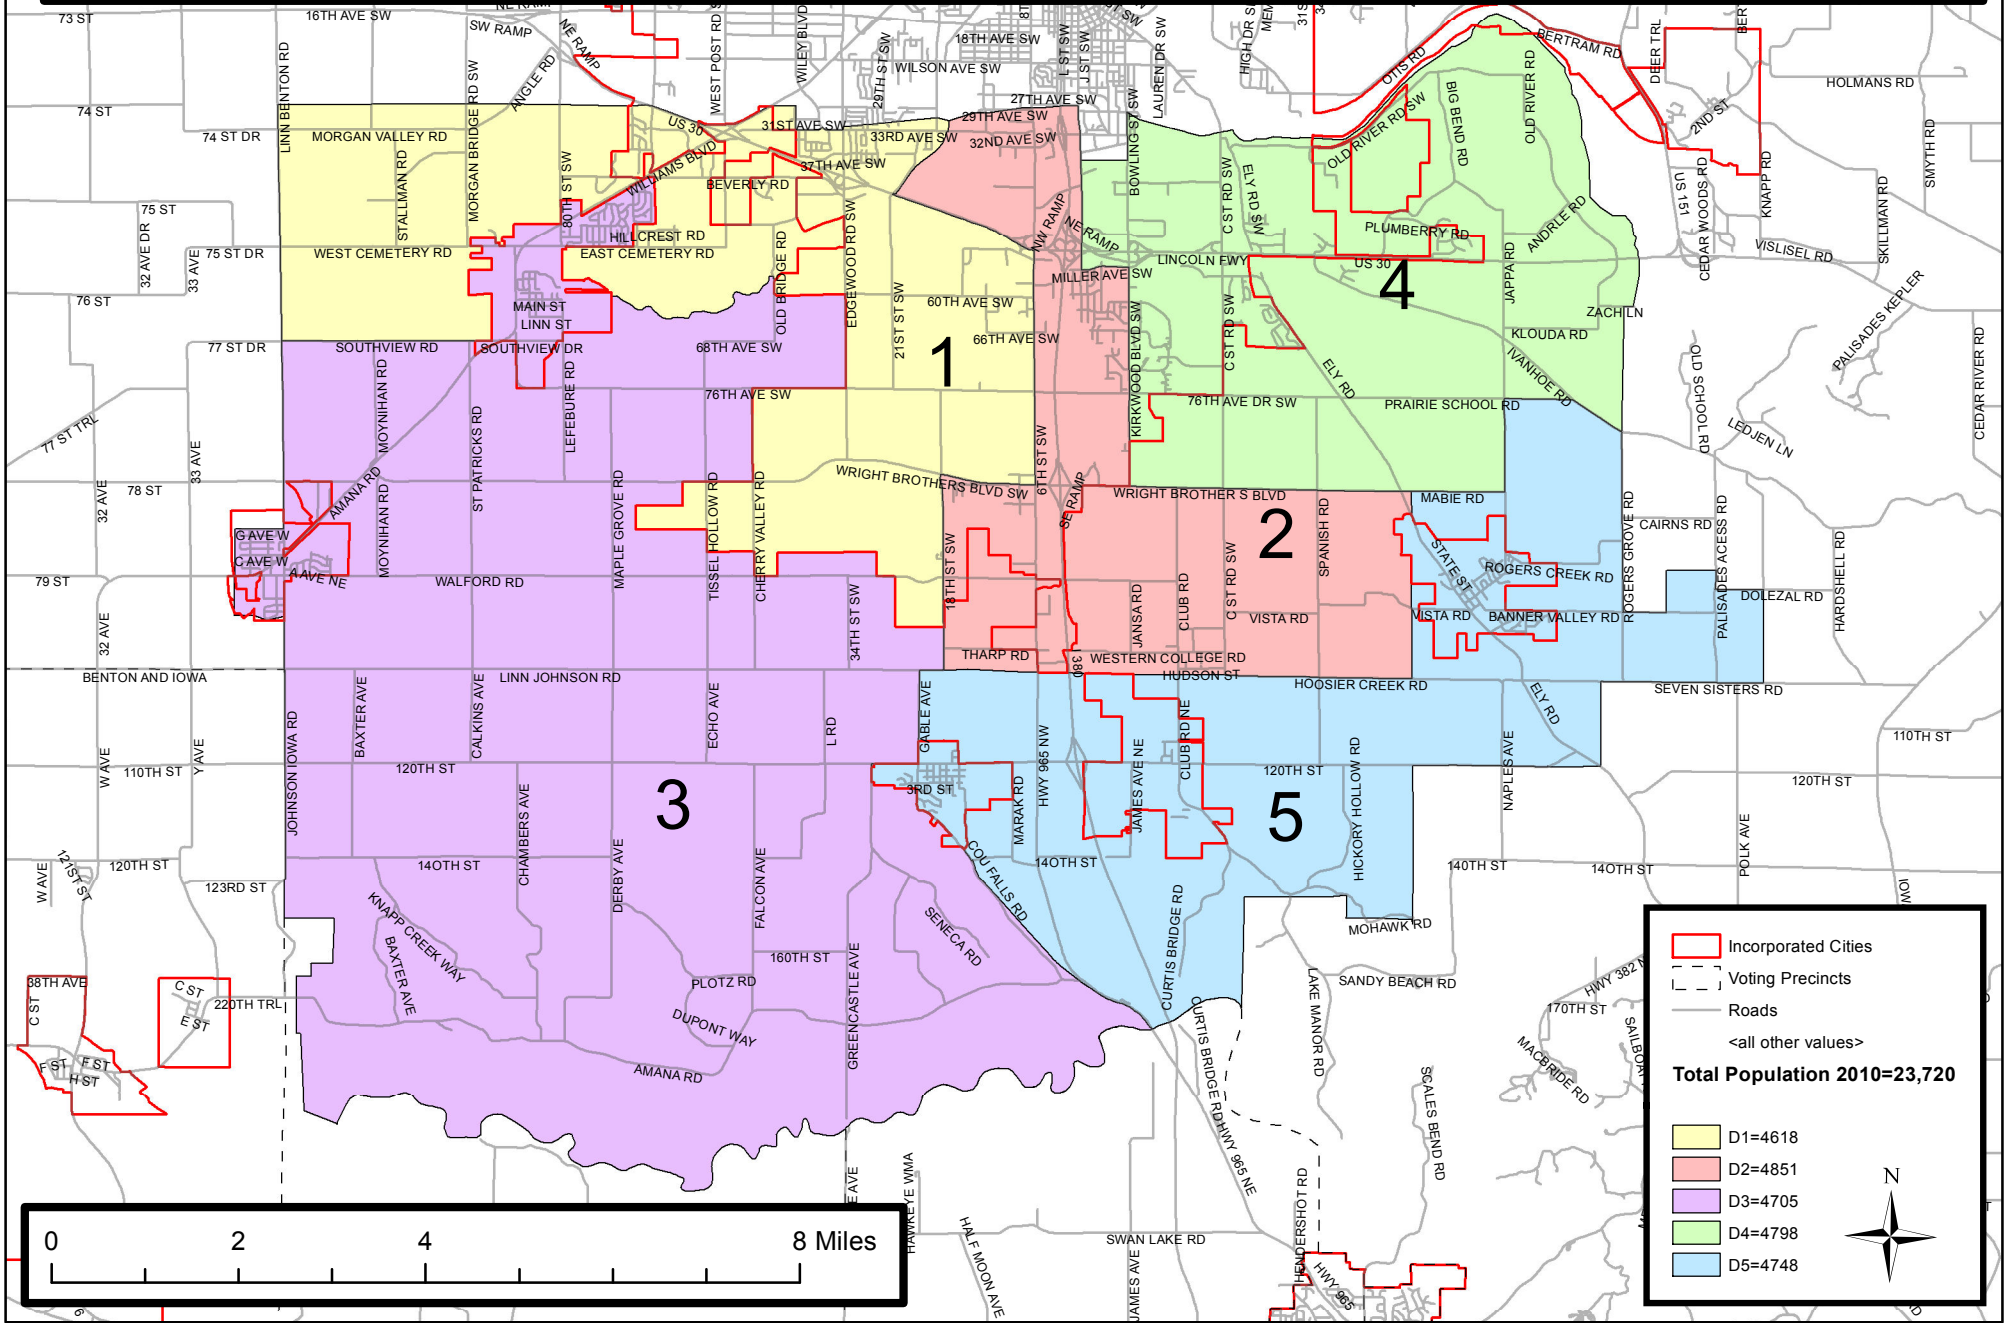 73 ST
16TH AVE SW
SW RAMP
NE RAMP
WEST POST RD S
WILEY BLVD
18TH AVE SW
WILSON AVE SW
29TH ST SW
L ST SW
J ST SW
LAUREN DR SW
HIGH DR S
OTIS RD
BERTRAM RD
DEER TRL
HOLMANS RD
74 ST
ANGLE RD
LINN BENTON RD
MORGAN BRIDGE RD SW
27TH AVE SW
29TH AVE SW
OLD RIVER RD SW
BIG BEND RD
OLD RIVER RD
2ND ST
SMYTH RD
74 ST DR
MORGAN VALLEY RD
US 30
31ST AVE SW
33RD AVE SW
32ND AVE SW
37TH AVE SW
BOWLING ST SW
STALLMAN RD
80TH ST SW
WILLIAMS BLVD
BEVERLY RD
C ST RD SW
ELY RD SW
US 151
CEDAR WOODS RD
KNAPP RD
SKILLMAN RD
75 ST
32 AVE DR
33 AVE
75 ST DR
WEST CEMETERY RD
HILLCREST RD
EAST CEMETERY RD
OLD BRIDGE RD
EDGEWOOD RD SW
NW RAMP
NE RAMP
LINCOLN FWY
PLUMBERRY RD
US 30
ANDRLE RD
VISLISEL RD
76 ST
MAIN ST
LINN ST
21ST ST SW
60TH AVE SW
MILLER AVE SW
4
JAPPA RD
ZACH LN
PALISADES KEPLER
77 ST DR
SOUTHVIEW RD
SOUTHVIEW DR
68TH AVE SW
66TH AVE SW
1
KIRKWOOD BLVD SW
C ST RD SW
KLOUDA RD
IVANHOE RD
ELY RD
OLD SCHOOL RD
CEDAR RIVER RD
MOYNIHAN RD
LEFEBURE RD
76TH AVE SW
76TH AVE DR SW
PRAIRIE SCHOOL RD
77 ST TRL
33 AVE
ST PATRICKS RD
LEDJEN LN
78 ST
32 AVE
AMANA RD
MOYNIHAN RD
MAPLE GROVE RD
TISSEL HOLLOW RD
CHERRY VALLEY RD
WRIGHT BROTHERS BLVD SW
6TH ST SW
SE RAMP
WRIGHT BROTHER S BLVD
MABIE RD
G AVE W
C AVE W
A AVE NE
2
SPANISH RD
STATE ST
ROGERS GROVE RD
CAIRNS RD
PALISADES ACESS RD
HARDSHELL RD
79 ST
WALFORD RD
34TH ST SW
18TH ST SW
JANSA RD
CLUB RD
C ST RD SW
ROGERS CREEK RD
DOLEZAL RD
32 AVE
VISTA RD
VISTA RD
BANNER VALLEY RD
THARP RD
I 380
WESTERN COLLEGE RD
BENTON AND IOWA
LINN JOHNSON RD
HUDSON ST
HOOSIER CREEK RD
SEVEN SISTERS RD
W AVE
Y AVE
JOHNSON IOWA RD
BAXTER AVE
CALKINS AVE
ECHO AVE
L RD
GABLE AVE
HWY 965 NW
CLUB RD NE
ELY RD
110TH ST
110TH ST
120TH ST
120TH ST
120TH ST
3
3RD ST
MARAK RD
JAMES AVE NE
5
HICKORY HOLLOW RD
NAPLES AVE
CHAMBERS AVE
POLK AVE
W AVE
121ST ST
120TH ST
123RD ST
14OTH ST
DERBY AVE
FALCON AVE
COU FALLS RD
14OTH ST
140TH ST
14OTH ST
IOW
KNAPP CREEK WAY
BAXTER AVE
SENECA RD
CURTIS BRIDGE RD
MOHAWK RD
160TH ST
GREENCASTLE AVE
PLOTZ RD
DUPONT WAY
AMANA RD
LAKE MANOR RD
SANDY BEACH RD
HWY 382 N
170TH ST
MACBRIDE RD
38TH AVE
C ST
C ST
E ST
220TH TRL
F ST
F ST
H ST
CURTIS BRIDGE RD
HWY 965 NE
SCALES BEND RD
Incorporated Cities
Voting Precincts
Roads
<all other values>
Total Population 2010=23,720
D1=4618
D2=4851
D3=4705
D4=4798
D5=4748
N
0 2 4 8 Miles
E AVE
HAWKEYE WMA
HALF MOON AVE
SWAN LAKE RD
JAMES AVE
HENDERSHOT RD
HWY 965